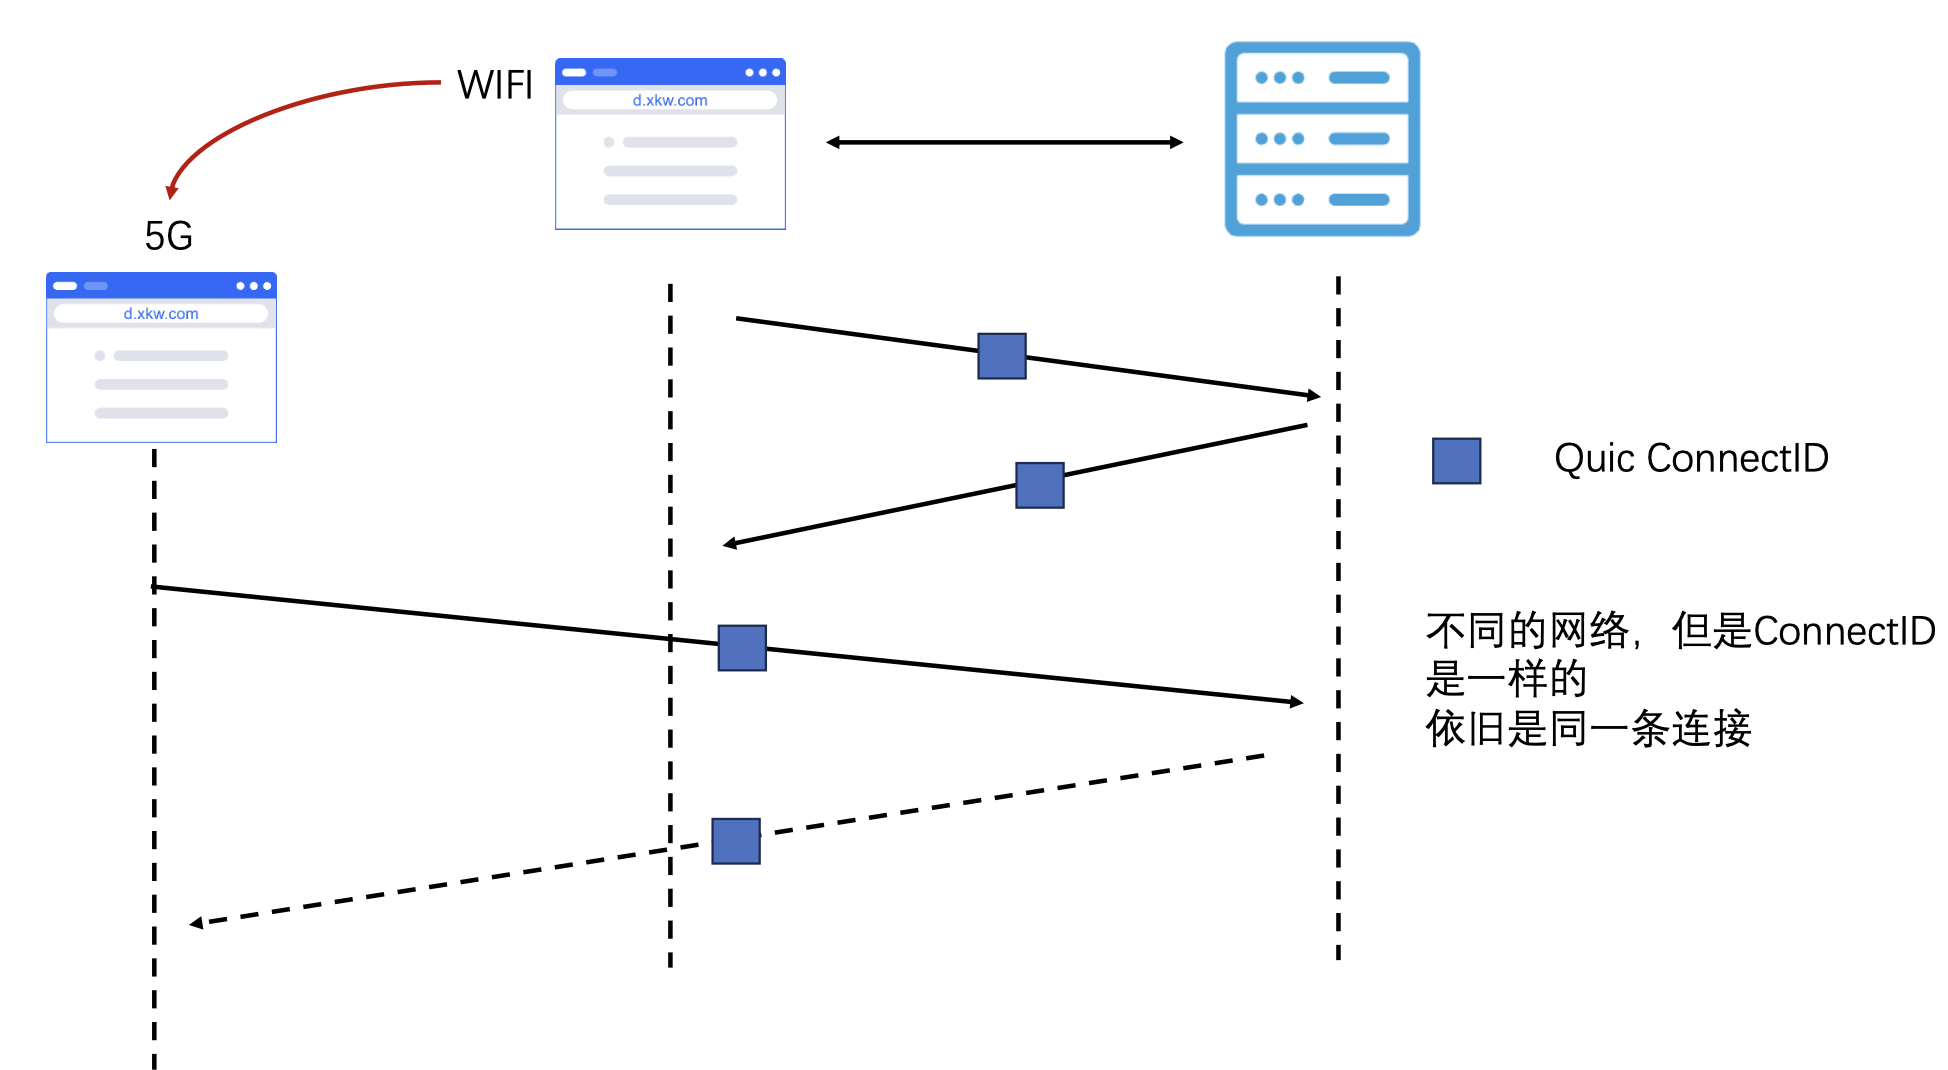 WIFI
d.xkw.com
5G
d.xkw.com
Quic ConnectID
不同的网络，但是ConnectID
是一样的
依旧是同一条连接